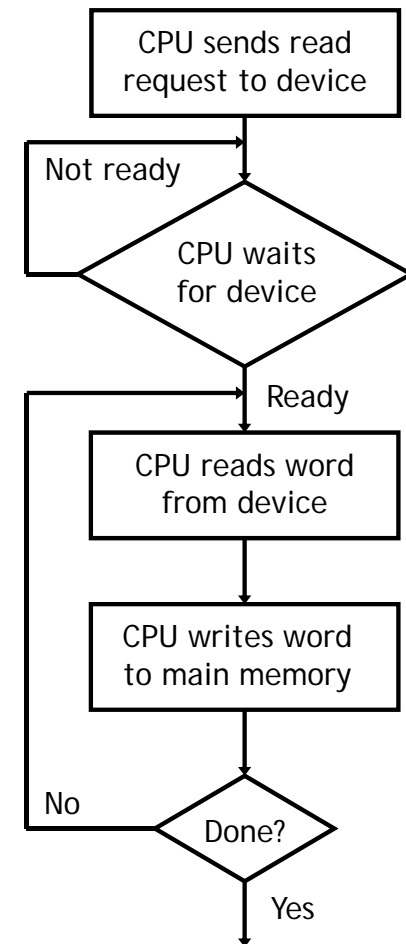 CPU sends read
request to device
Not ready
CPU waits
for device
Ready
CPU reads word
from device
CPU writes word
to main memory
No
Done?
Yes